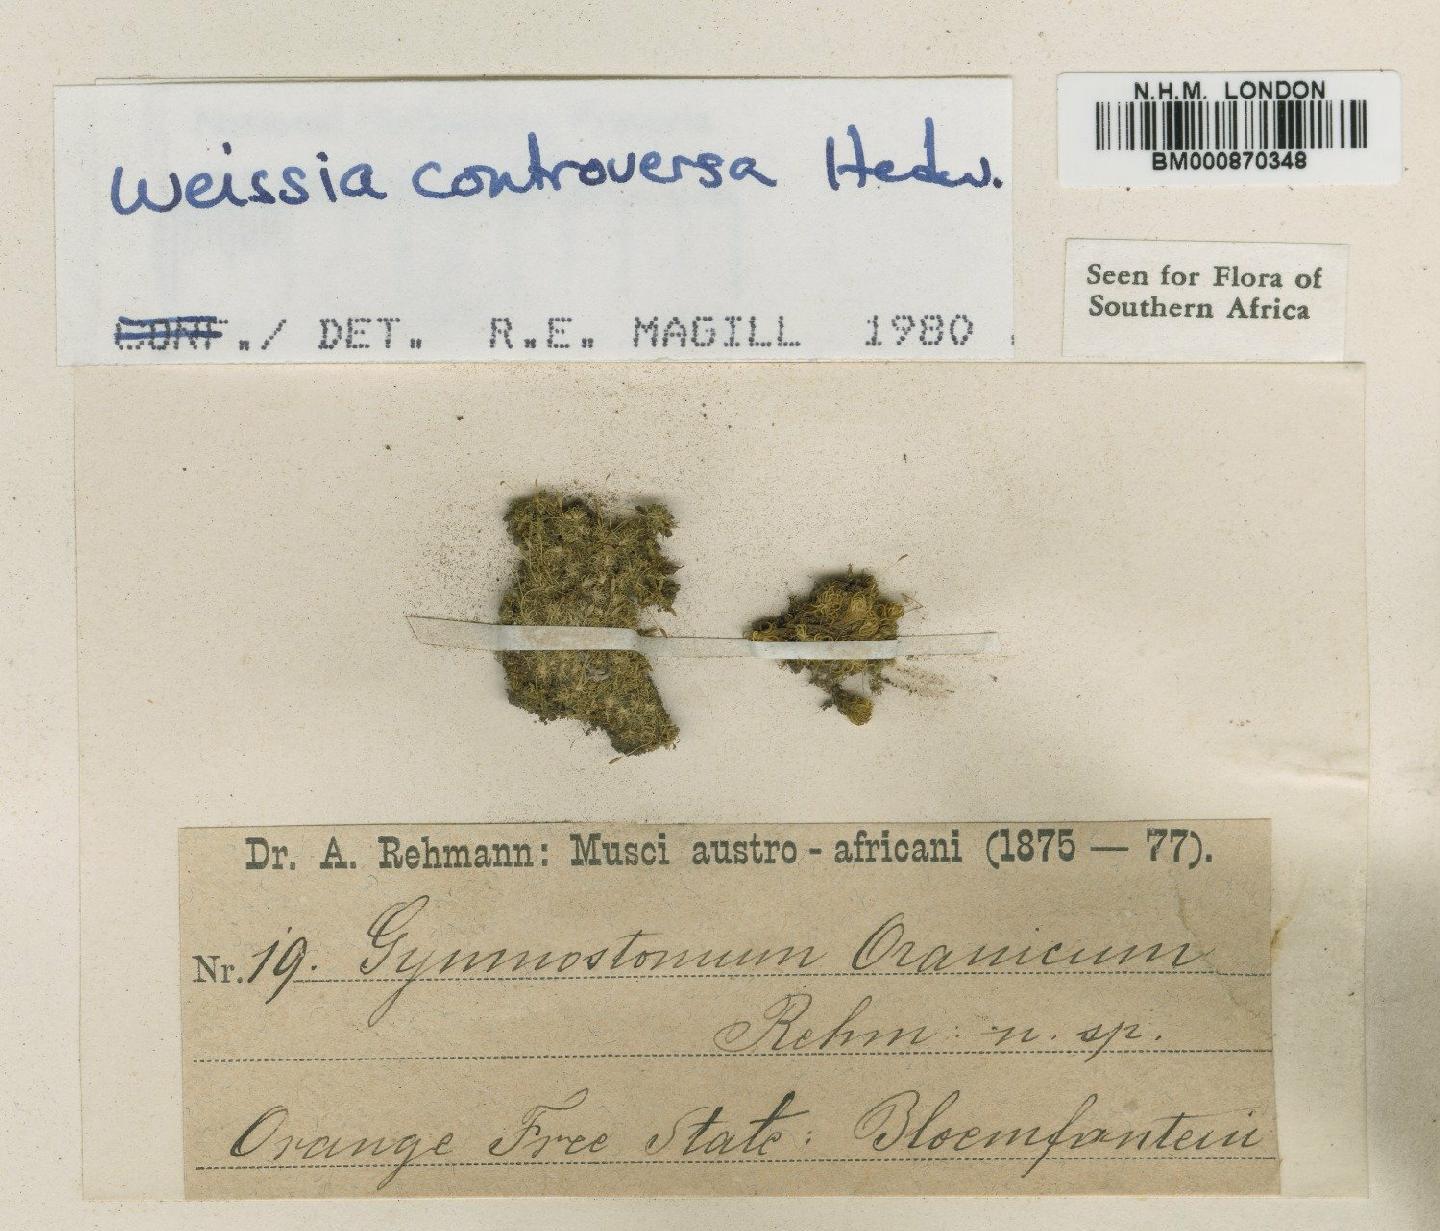 Weissia controversa Hedw.
CONF./ DET. R.E. MAGILL 1980 .
N.H.M. LONDON
BM000870348
Seen for Flora of
Southern Africa
Dr. A. Rehmann: Musci austro-africani (1875 — 77).
Nr. 19. Gymnostomum Oranicum
Rehm: n. sp.
Orange Free State: Bloemfontein